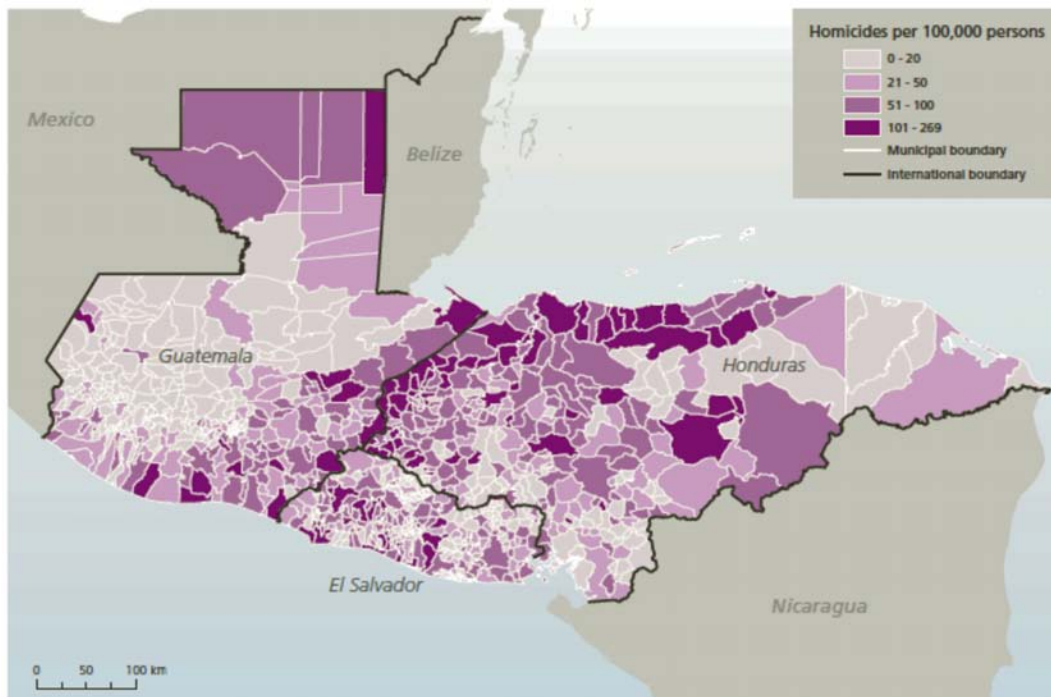 Homicides per 100,000 persons
0 - 20
21 - 50
51 - 100
101 - 269
Municipal boundary
International boundary
Mexico
Belize
Guatemala
Honduras
El Salvador
Nicaragua
0 50 100 km